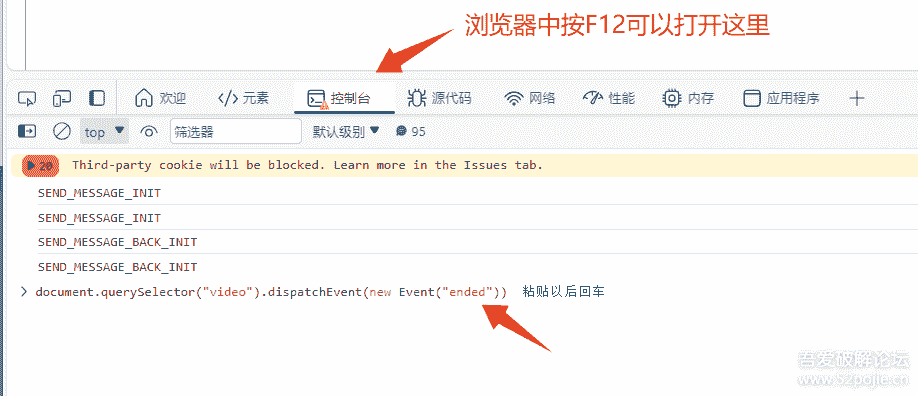 浏览器中按F12可以打开这里
欢迎 元素 控制台 源代码 网络 性能 内存 应用程序
top 筛选器 默认级别 95
20 Third-party cookie will be blocked. Learn more in the Issues tab.
SEND_MESSAGE_INIT
SEND_MESSAGE_INIT
SEND_MESSAGE_BACK_INIT
SEND_MESSAGE_BACK_INIT
document.querySelector("video").dispatchEvent(new Event("ended")) 粘贴以后回车
吾爱破解论坛
www.52pojie.cn